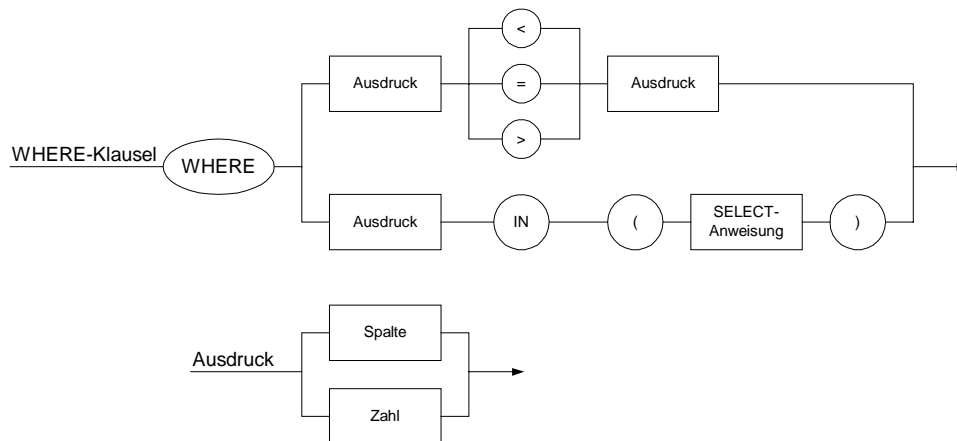 <
Ausdruck
=
Ausdruck
>
WHERE-Klausel
WHERE
Ausdruck
IN
(
SELECT-
Anweisung
)
Spalte
Ausdruck
Zahl